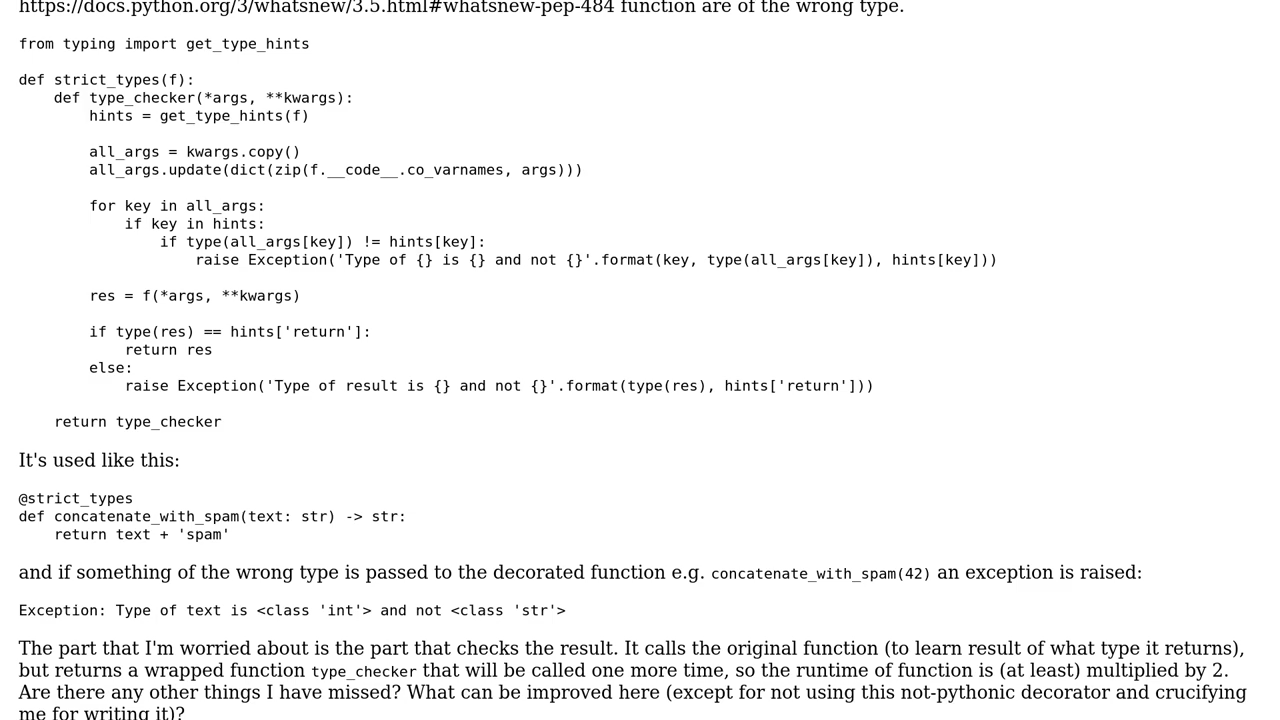 https://docs.python.org/3/whatsnew/3.5.html#whatsnew-pep-484 function are of the wrong type.
from typing import get_type_hints
def strict_types(f):
    def type_checker(*args, **kwargs):
        hints = get_type_hints(f)
        all_args = kwargs.copy()
        all_args.update(dict(zip(f.__code__.co_varnames, args)))
        for key in all_args:
            if key in hints:
                if type(all_args[key]) != hints[key]:
                    raise Exception('Type of {} is {} and not {}'.format(key, type(all_args[key]), hints[key]))
        res = f(*args, **kwargs)
        if type(res) == hints['return']:
            return res
        else:
            raise Exception('Type of result is {} and not {}'.format(type(res), hints['return']))
    return type_checker
It's used like this:
@strict_types
def concatenate_with_spam(text: str) -> str:
    return text + 'spam'
and if something of the wrong type is passed to the decorated function e.g. concatenate_with_spam(42) an exception is raised:
Exception: Type of text is <class 'int'> and not <class 'str'>
The part that I'm worried about is the part that checks the result. It calls the original function (to learn result of what type it returns),
but returns a wrapped function type_checker that will be called one more time, so the runtime of function is (at least) multiplied by 2.
Are there any other things I have missed? What can be improved here (except for not using this not-pythonic decorator and crucifying
me for writing it)?